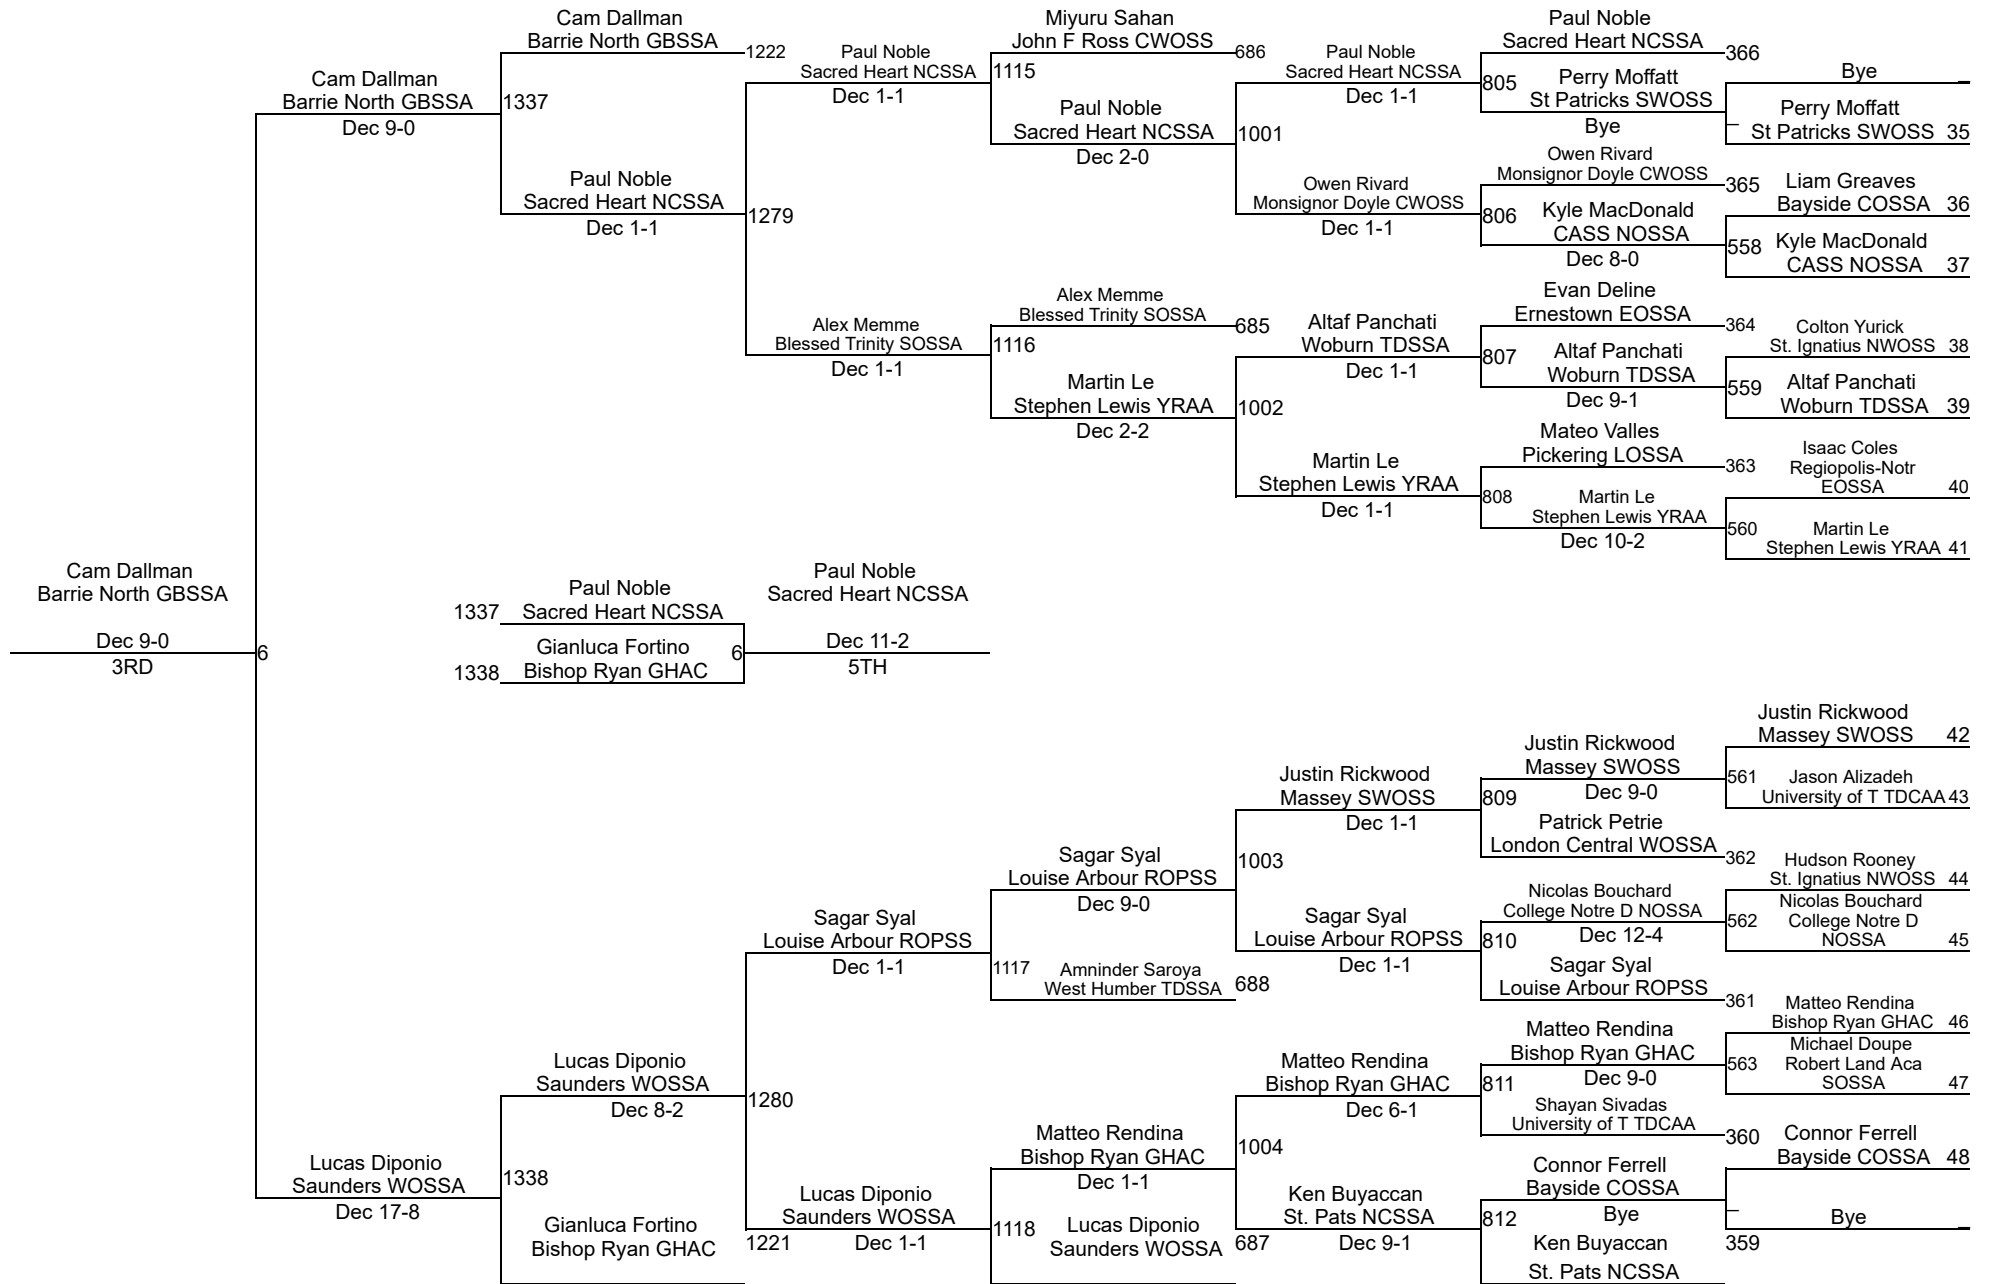 Cam Dallman
Barrie North GBSSA
1222
Miyuru Sahan
John F Ross CWOSS
686
Paul Noble
Sacred Heart NCSSA
366
Cam Dallman
Barrie North GBSSA
Dec 9-0
1337
Paul Noble
Sacred Heart NCSSA
Dec 1-1
1115
Paul Noble
Sacred Heart NCSSA
Dec 1-1
805
Perry Moffatt
St Patricks SWOSS
Bye
Bye
_
Perry Moffatt
_ St Patricks SWOSS 35
Paul Noble
Sacred Heart NCSSA
Dec 2-0
1001
Paul Noble
Sacred Heart NCSSA
Dec 1-1
1279
Owen Rivard
Monsignor Doyle CWOSS
Dec 1-1
Owen Rivard
Monsignor Doyle CWOSS
365
806
Kyle MacDonald
CASS NOSSA
Dec 8-0
Liam Greaves
Bayside COSSA 36
558
Kyle MacDonald
CASS NOSSA 37
Alex Memme
Blessed Trinity SOSSA
Dec 1-1
Alex Memme
Blessed Trinity SOSSA
685
1116
Altaf Panchati
Woburn TDSSA
Dec 1-1
Evan Deline
Ernestown EOSSA
364
807
Altaf Panchati
Woburn TDSSA
Dec 9-1
Colton Yurick
St. Ignatius NWOSS 38
559
Altaf Panchati
Woburn TDSSA 39
Martin Le
Stephen Lewis YRAA
Dec 2-2
1002
Martin Le
Stephen Lewis YRAA
Dec 1-1
Mateo Valles
Pickering LOSSA
363
808
Martin Le
Stephen Lewis YRAA
Dec 10-2
Isaac Coles
Regiopolis-Notr
EOSSA 40
560
Martin Le
Stephen Lewis YRAA 41
Cam Dallman
Barrie North GBSSA
Dec 9-0
3RD
6
1337
Paul Noble
Sacred Heart NCSSA
Gianluca Fortino
1338 Bishop Ryan GHAC
6
Paul Noble
Sacred Heart NCSSA
Dec 11-2
5TH
Justin Rickwood
Massey SWOSS 42
Justin Rickwood
Massey SWOSS
Dec 9-0
561
Jason Alizadeh
University of T TDCAA 43
Justin Rickwood
Massey SWOSS
Dec 1-1
809
Patrick Petrie
London Central WOSSA
362
Sagar Syal
Louise Arbour ROPSS
Dec 9-0
1003
Hudson Rooney
St. Ignatius NWOSS 44
Nicolas Bouchard
College Notre D NOSSA
Dec 12-4
562
Nicolas Bouchard
College Notre D
NOSSA 45
Sagar Syal
Louise Arbour ROPSS
Dec 1-1
Sagar Syal
Louise Arbour ROPSS
Dec 1-1
810
Sagar Syal
Louise Arbour ROPSS
361
1117
Amninder Saroya
West Humber TDSSA
688
Matteo Rendina
Bishop Ryan GHAC 46
Matteo Rendina
Bishop Ryan GHAC
Dec 9-0
563
Michael Doupe
Robert Land Aca
SOSSA 47
Lucas Diponio
Saunders WOSSA
Dec 8-2
1280
Matteo Rendina
Bishop Ryan GHAC
Dec 6-1
811
Shayan Sivadas
University of T TDCAA
360
Matteo Rendina
Bishop Ryan GHAC
Dec 1-1
1004
Connor Ferrell
Bayside COSSA 48
Connor Ferrell
Bayside COSSA
Bye
_
Bye
_
Lucas Diponio
Saunders WOSSA
Dec 17-8
1338
Gianluca Fortino
Bishop Ryan GHAC
1221
Lucas Diponio
Saunders WOSSA
Dec 1-1
1118
Lucas Diponio
Saunders WOSSA
687
Ken Buyaccan
St. Pats NCSSA
Dec 9-1
812
Ken Buyaccan
St. Pats NCSSA
359